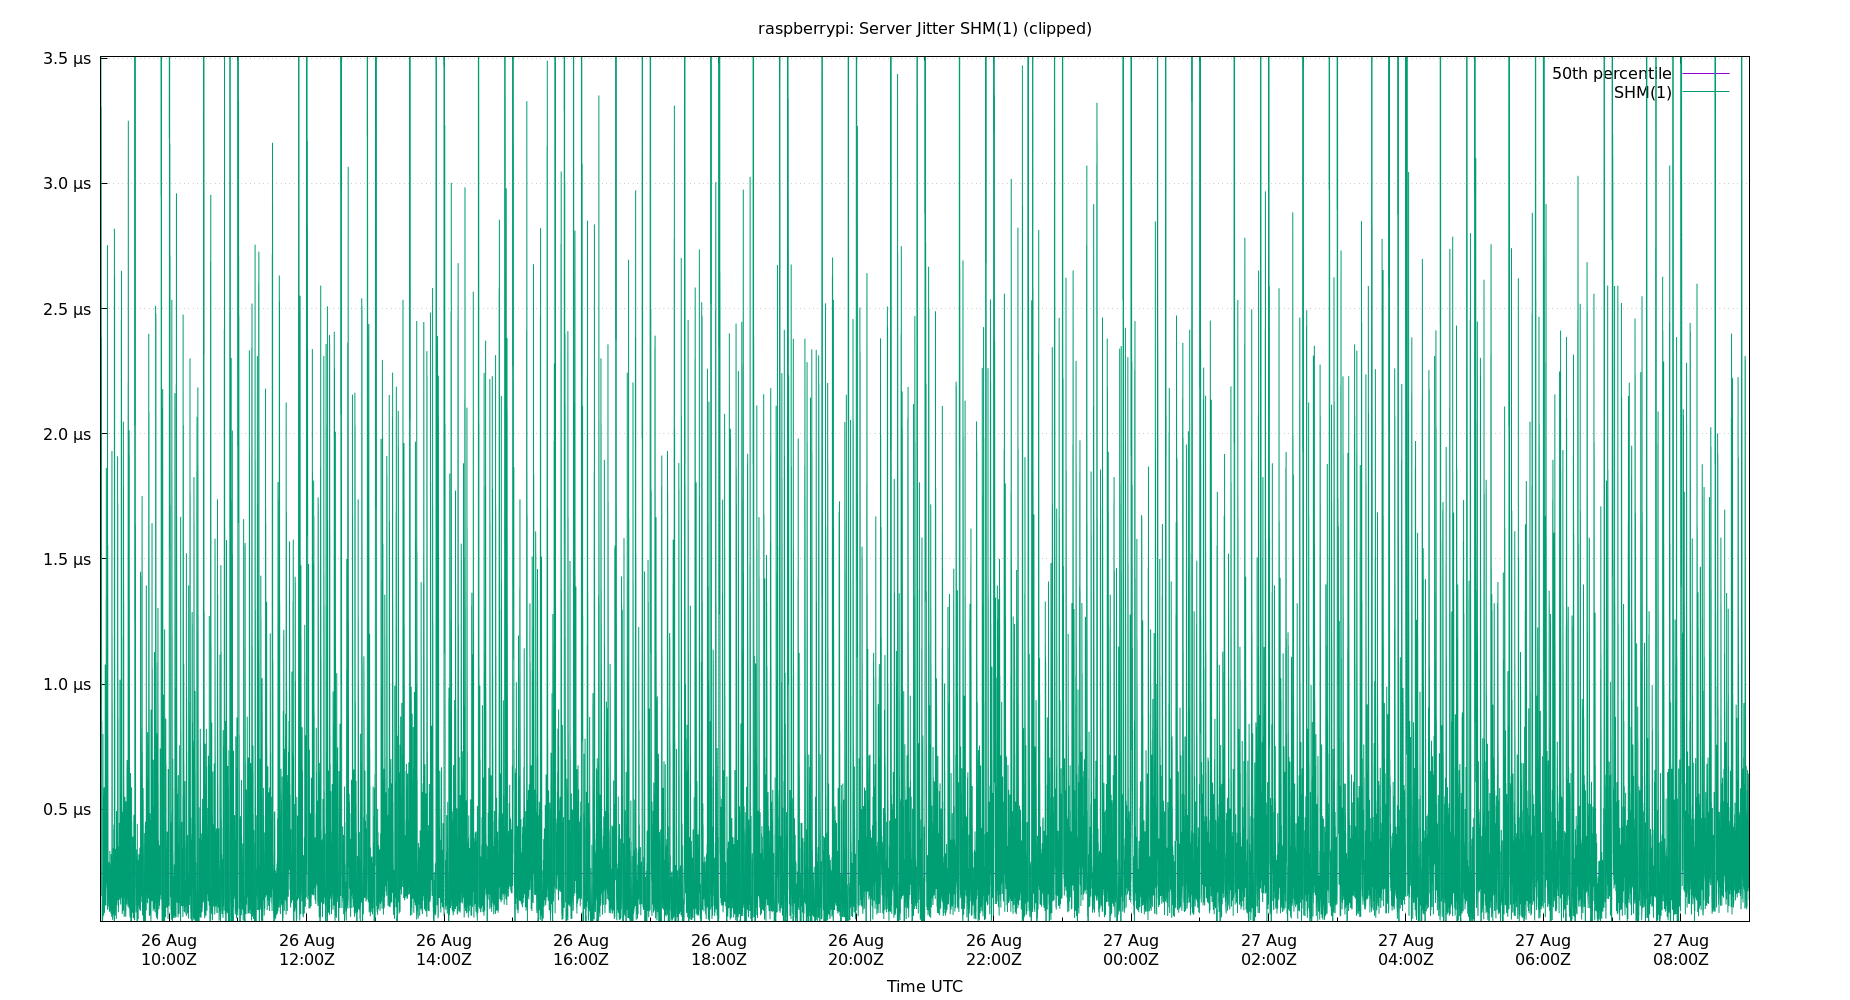 raspberrypi: Server Jitter SHM(1) (clipped)
3.5 μs
50th percentile
SHM(1)
3.0 μs
2.5 μs
2.0 μs
1.5 μs
1.0 μs
0.5 μs
26 Aug 26 Aug 26 Aug 26 Aug 26 Aug 26 Aug 26 Aug 27 Aug 27 Aug 27 Aug 27 Aug 27 Aug
10:00Z 12:00Z 14:00Z 16:00Z 18:00Z 20:00Z 22:00Z 00:00Z 02:00Z 04:00Z 06:00Z 08:00Z
Time UTC